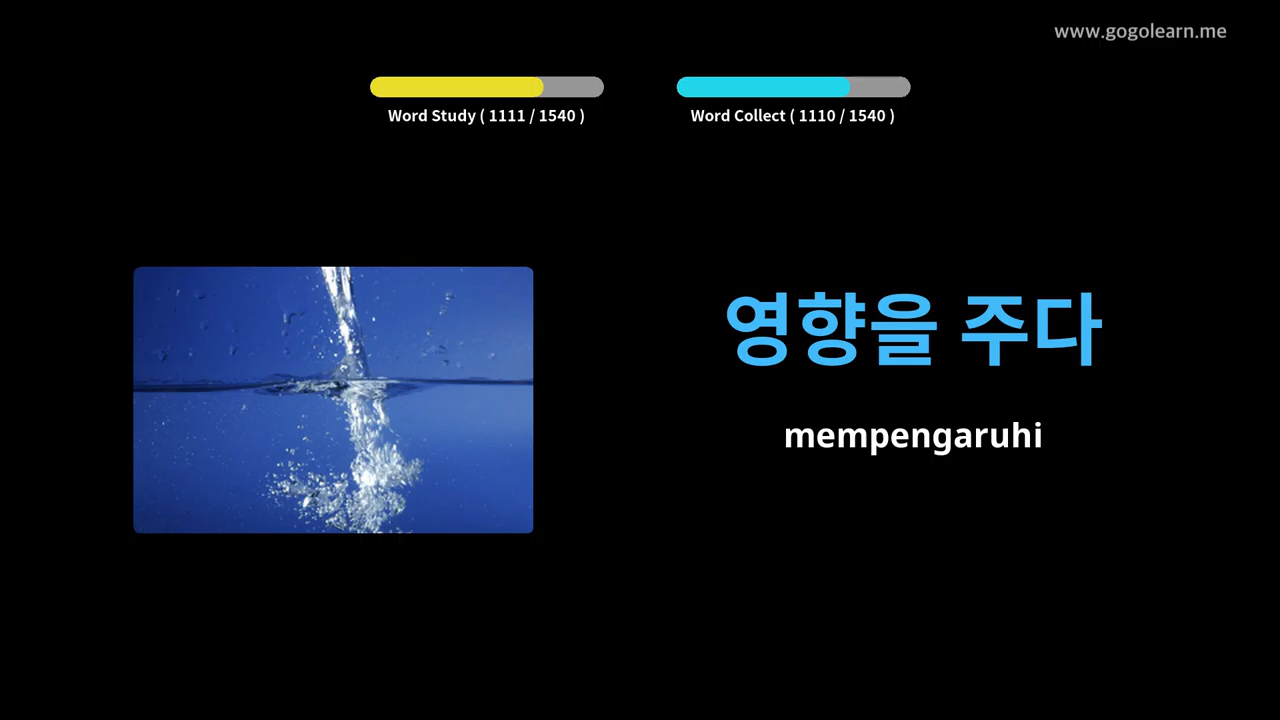 www.gogolearn.me
Word Study ( 1111 / 1540 )
Word Collect ( 1110 / 1540 )
영향을 주다
mempengaruhi